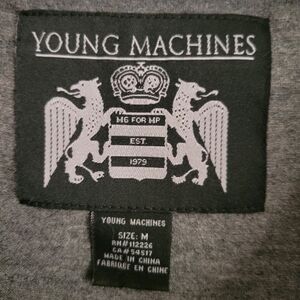 YOUNG MACHINES
MG FOR MP
EST.
1979
YOUNG MACHINES
SIZE: M
RN# 112226
CA# 54517
MADE IN CHINA
FABRIQUE EN CHINE